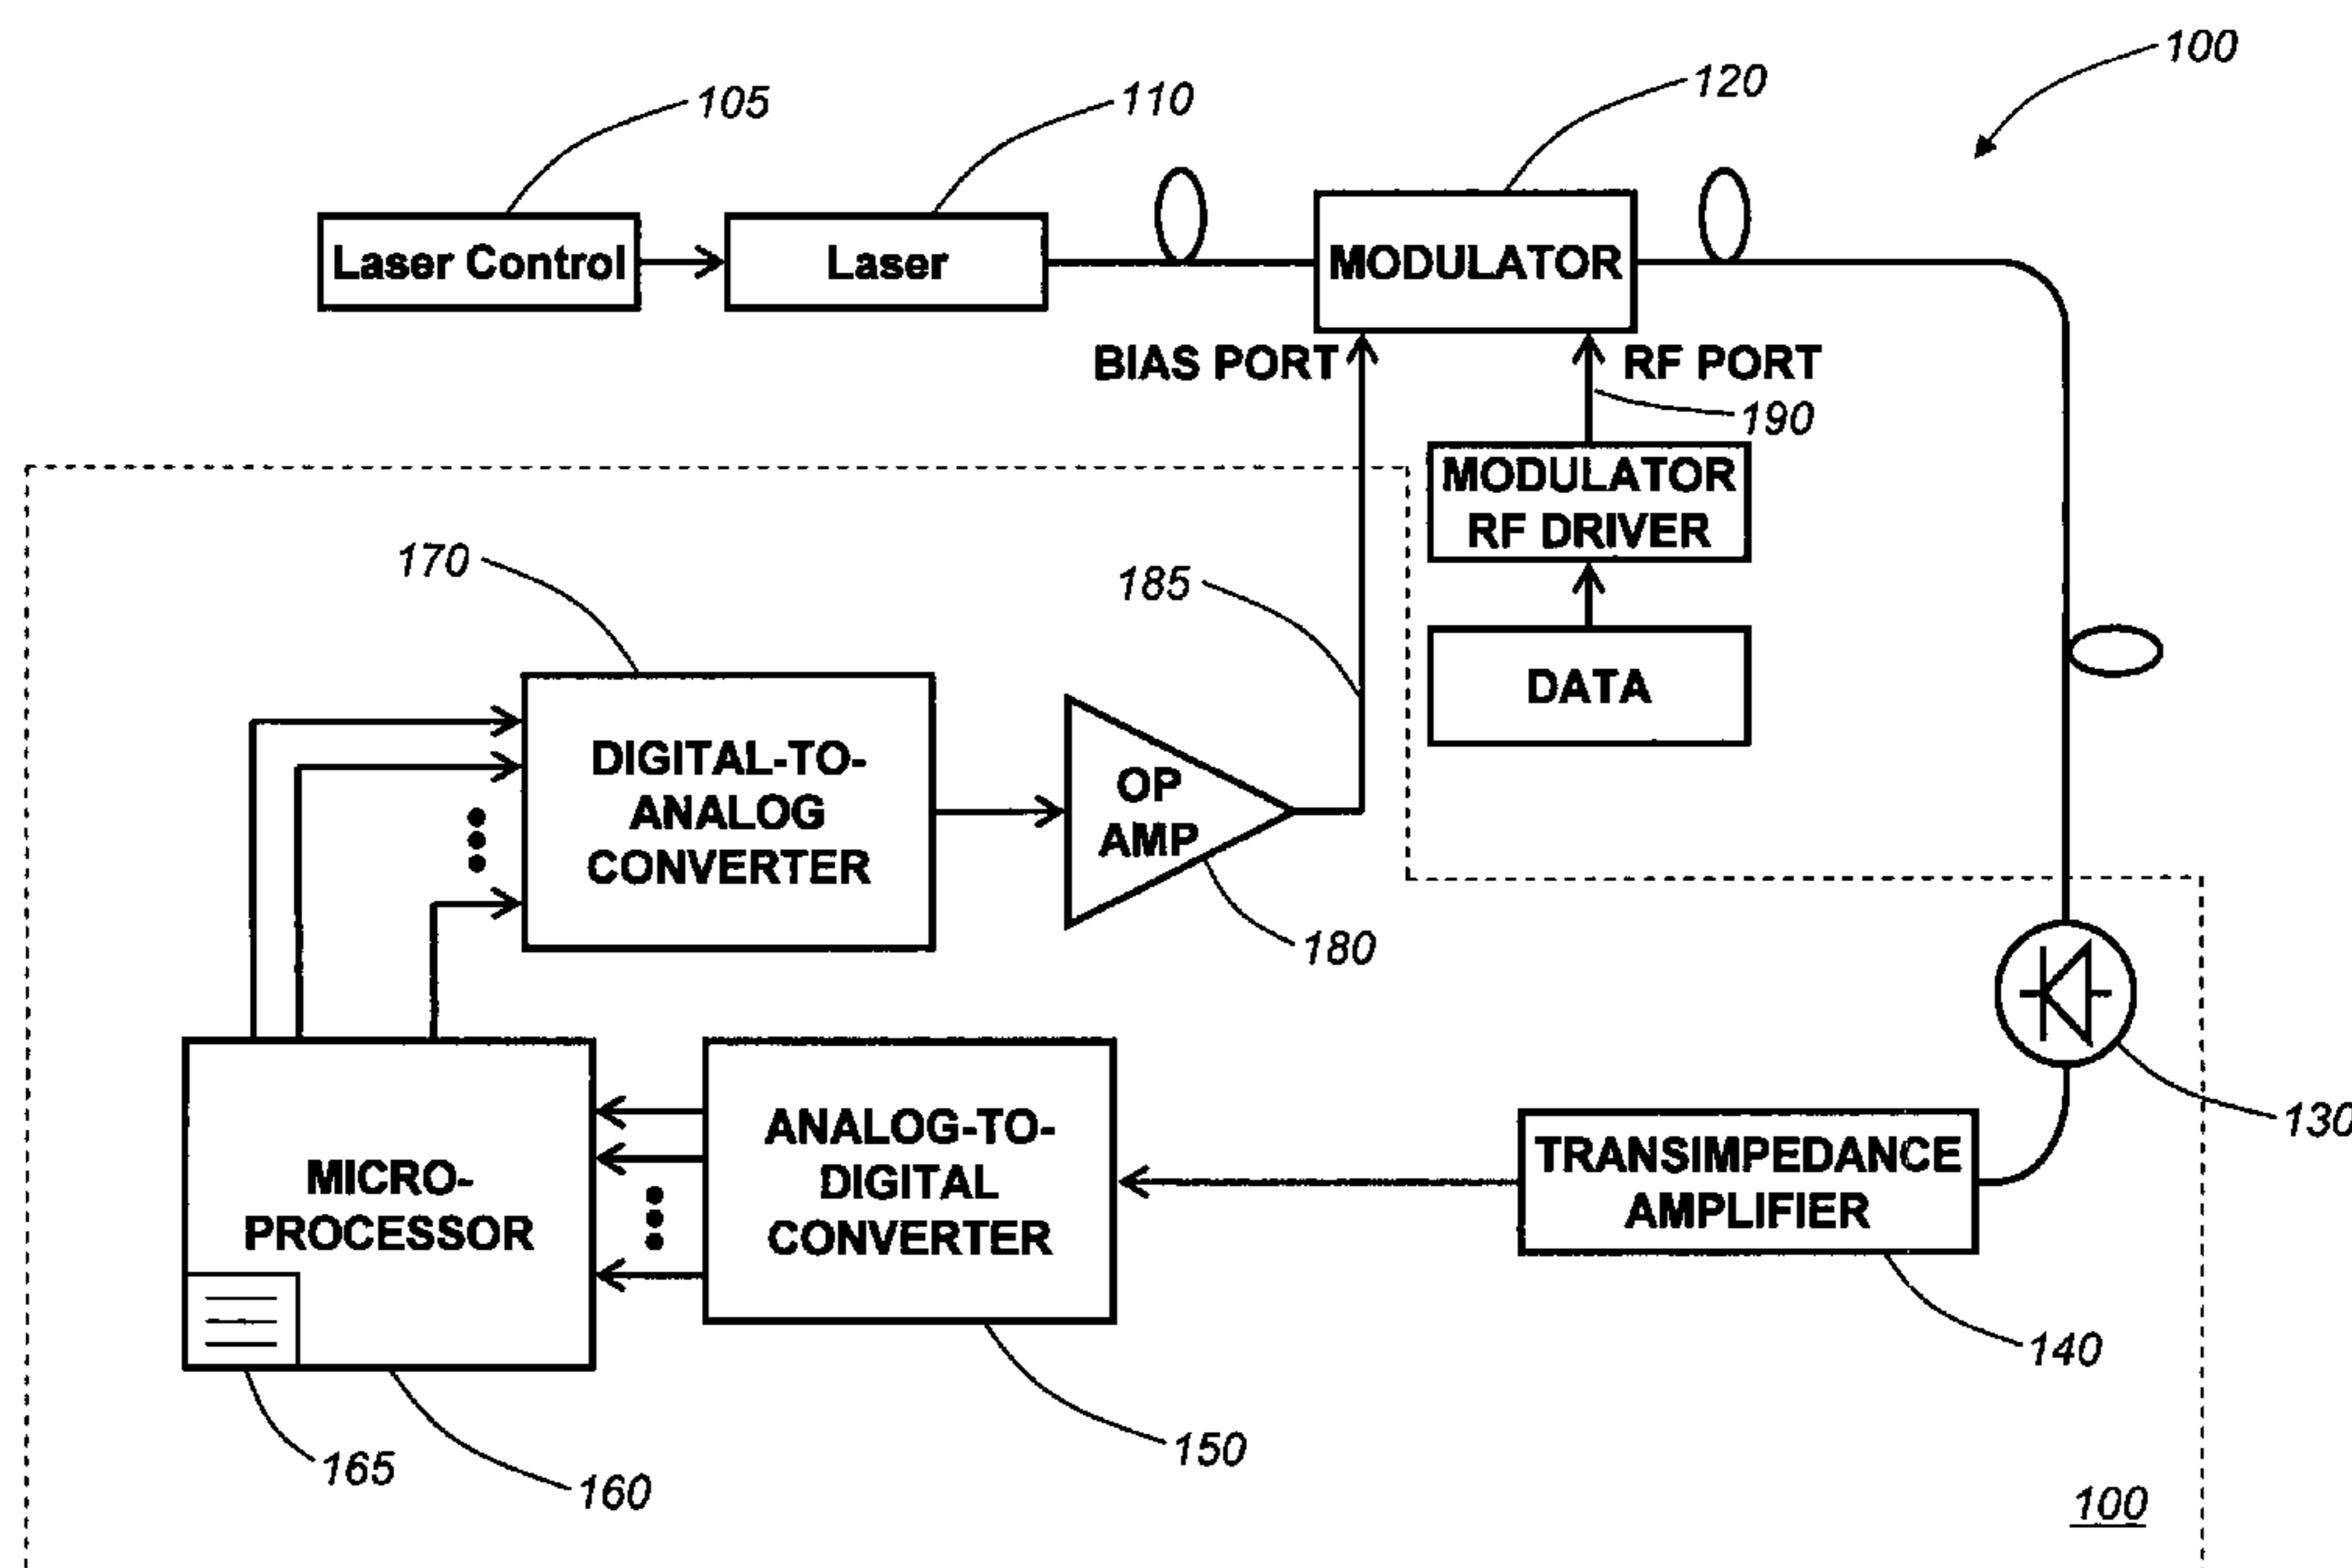 100
120
110
105
Laser Control
Laser
MODULATOR
BIAS PORT
RF PORT
190
MODULATOR
RF DRIVER
170
185
DATA
DIGITAL-TO-
ANALOG
CONVERTER
OP
AMP
180
130
MICRO-
PROCESSOR
ANALOG-TO-
DIGITAL
CONVERTER
TRANSIMPEDANCE
AMPLIFIER
140
150
165
160
100